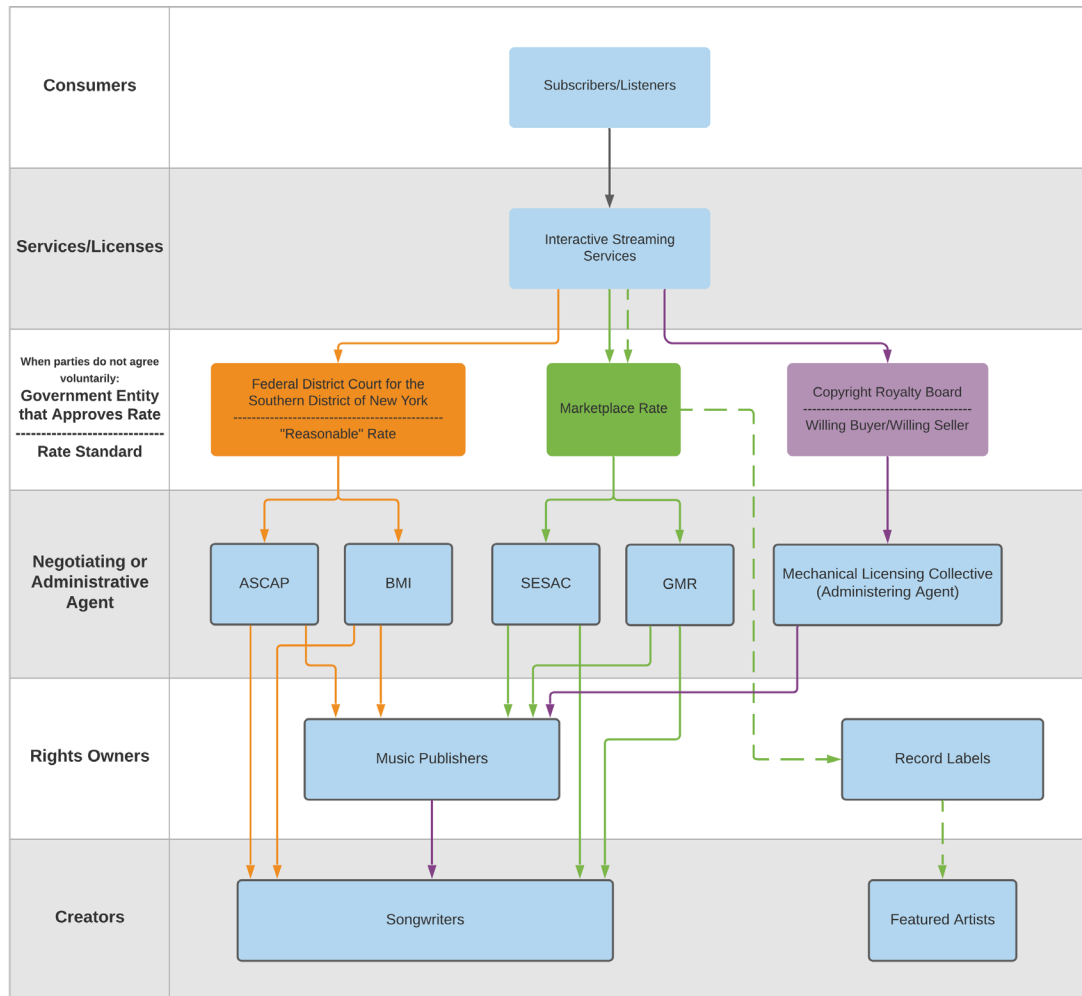 Consumers
Subscribers/Listeners
Services/Licenses
Interactive Streaming
Services
When parties do not agree
voluntarily:
Government Entity
that Approves Rate
-----------------------------
Rate Standard
Federal District Court for the
Southern District of New York
----------------------------------------
"Reasonable" Rate
Marketplace Rate
Copyright Royalty Board
-----------------------------------
Willing Buyer/Willing Seller
Negotiating or
Administrative
Agent
ASCAP
BMI
SESAC
GMR
Mechanical Licensing Collective
(Administering Agent)
Rights Owners
Music Publishers
Record Labels
Creators
Songwriters
Featured Artists